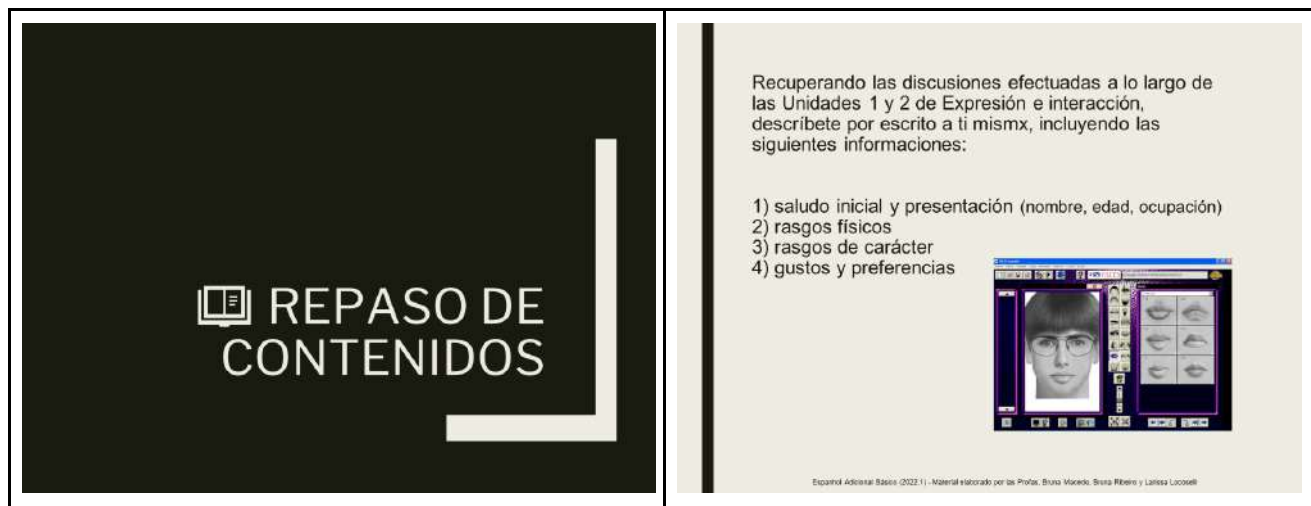 REPASO DE
CONTENIDOS
Recuperando las discusiones efectuadas a lo largo de
las Unidades 1 y 2 de Expresión e interacción,
descríbete por escrito a ti mismx, incluyendo las
siguientes informaciones:
1) saludo inicial y presentación (nombre, edad, ocupación)
2) rasgos físicos
3) rasgos de carácter
4) gustos y preferencias
Espanhol Adicional Básico (2022.1) - Material elaborado por las Profas. Bruna Macedo, Bruna Ribeiro y Larissa Locoselli